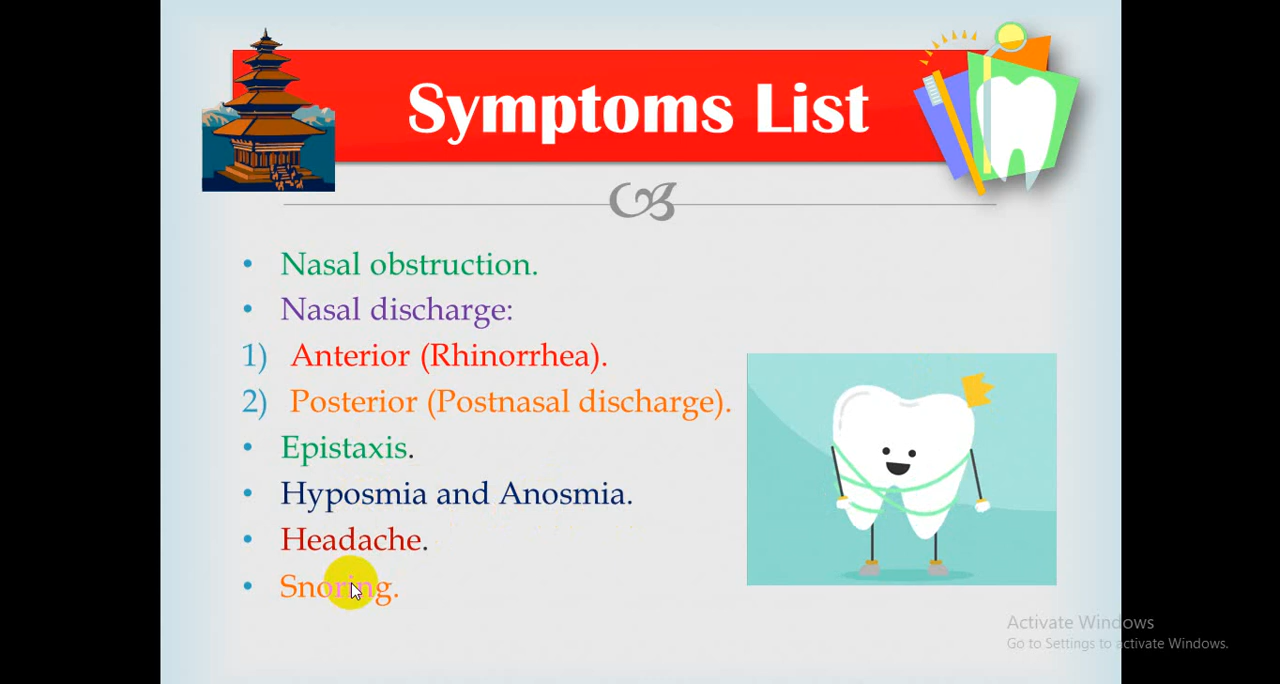 Symptoms List
• Nasal obstruction.
• Nasal discharge:
1) Anterior (Rhinorrhea).
2) Posterior (Postnasal discharge).
• Epistaxis.
• Hyposmia and Anosmia.
• Headache.
• Snoring.
Activate Windows
Go to Settings to activate Windows.